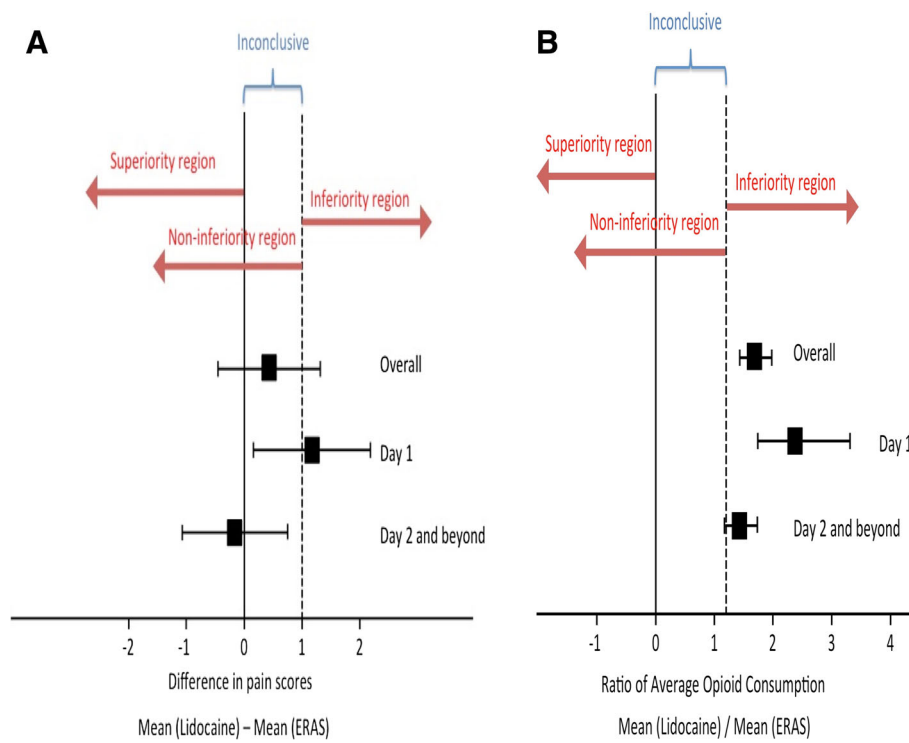 A
Inconclusive
Superiority region
Inferiority region
Non-inferiority region
Overall
Day 1
Day 2 and beyond
-2 -1 0 1 2
Difference in pain scores
Mean (Lidocaine) – Mean (ERAS)
B
Inconclusive
Superiority region
Inferiority region
Non-inferiority region
Overall
Day 1
Day 2 and beyond
-1 0 1 2 3 4
Ratio of Average Opioid Consumption
Mean (Lidocaine) / Mean (ERAS)